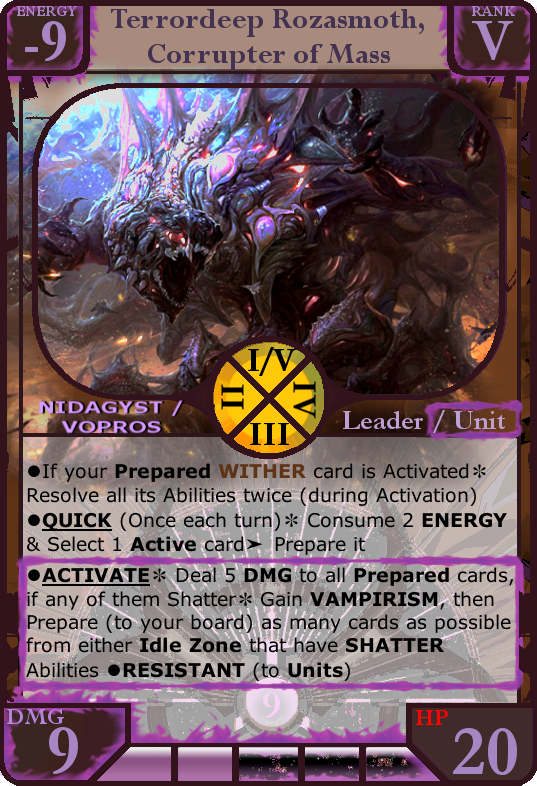 ENERGY
-9
Terrordeep Rozasmoth,
Corrupter of Mass
RANK
V
I/V
II
IV
III
NIDAGYST /
VOPROS
Leader / Unit
●If your Prepared WITHER card is Activated✻
Resolve all its Abilities twice (during Activation)
●QUICK (Once each turn)✻ Consume 2 ENERGY
& Select 1 Active card➤ Prepare it
●ACTIVATE✻ Deal 5 DMG to all Prepared cards,
if any of them Shatter✻ Gain VAMPIRISM, then
Prepare (to your board) as many cards as possible
from either Idle Zone that have SHATTER
Abilities ●RESISTANT (to Units)
9
DMG
9
HP
20